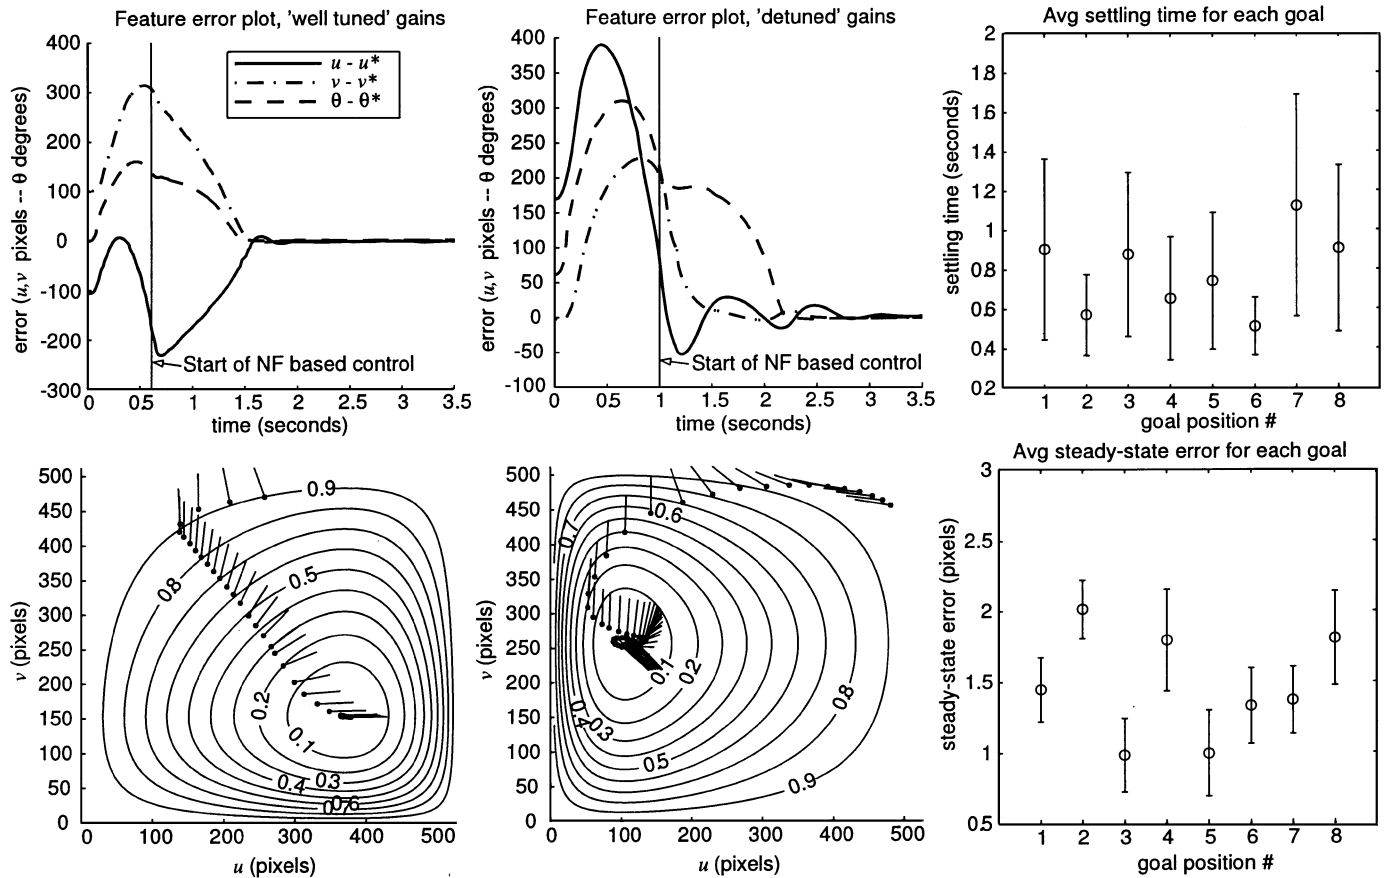 Feature error plot, 'well tuned' gains
400
300
200
100
0
-100
-200
-300
error (u,v pixels -- θ degrees)
u - u*
v - v*
θ - θ*
Start of NF based control
0 0.5 1 1.5 2 2.5 3 3.5
time (seconds)
Feature error plot, 'detuned' gains
400
350
300
250
200
150
100
50
0
-50
-100
error (u,v pixels -- θ degrees)
Start of NF based control
0 0.5 1 1.5 2 2.5 3 3.5
time (seconds)
Avg settling time for each goal
2
1.8
1.6
1.4
1.2
1
0.8
0.6
0.4
0.2
settling time (seconds)
1 2 3 4 5 6 7 8
goal position #
500
450
400
350
300
250
200
150
100
50
0
v (pixels)
0.9
0.8
0.5
0.2
0.1
0.4 0.3
0.7 0.6
0 100 200 300 400 500
u (pixels)
500
450
400
350
300
250
200
150
100
50
0
v (pixels)
0.7
0.6
0.1 0.2
0.8
0.4 0.3
0.5
0.9
0 100 200 300 400 500
u (pixels)
Avg steady-state error for each goal
3
2.5
2
1.5
1
0.5
steady-state error (pixels)
1 2 3 4 5 6 7 8
goal position #